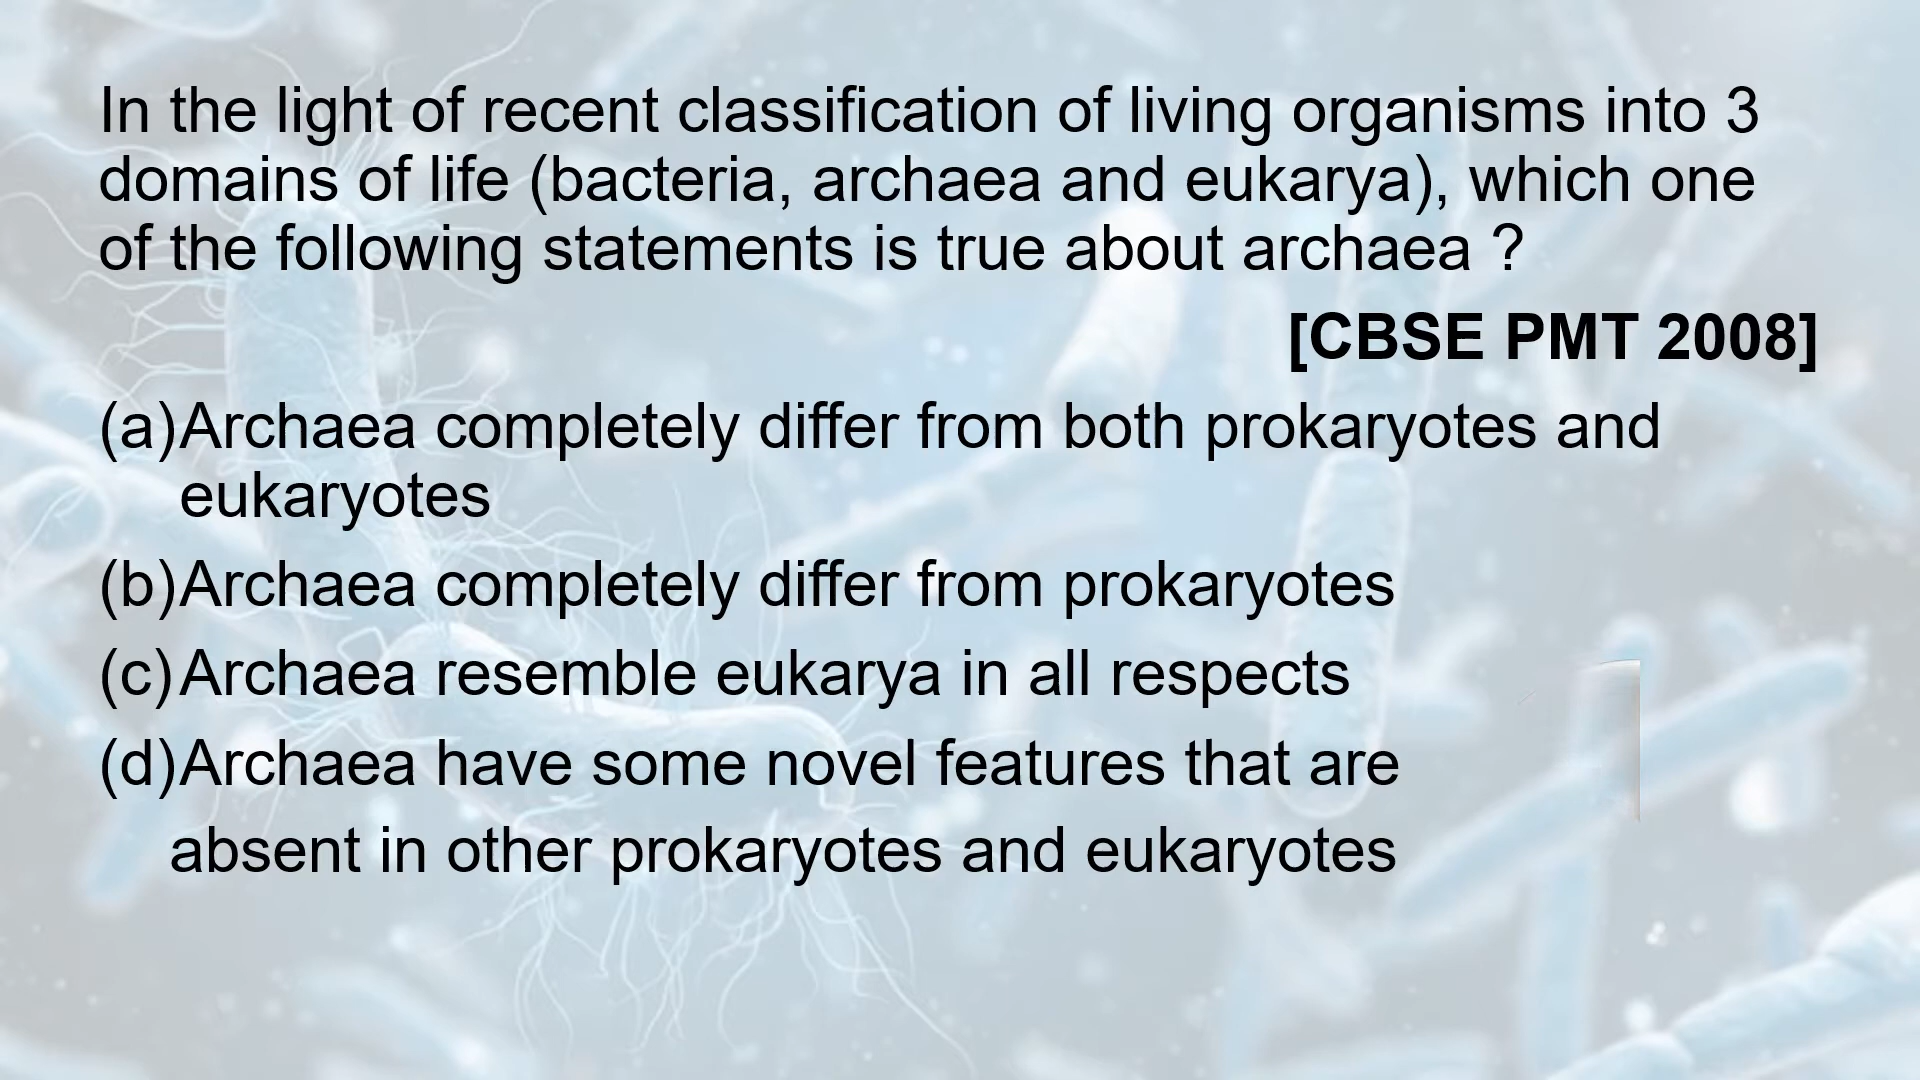 In the light of recent classification of living organisms into 3
domains of life (bacteria, archaea and eukarya), which one
of the following statements is true about archaea ?
[CBSE PMT 2008]
(a)Archaea completely differ from both prokaryotes and
eukaryotes
(b)Archaea completely differ from prokaryotes
(c)Archaea resemble eukarya in all respects
(d)Archaea have some novel features that are
absent in other prokaryotes and eukaryotes